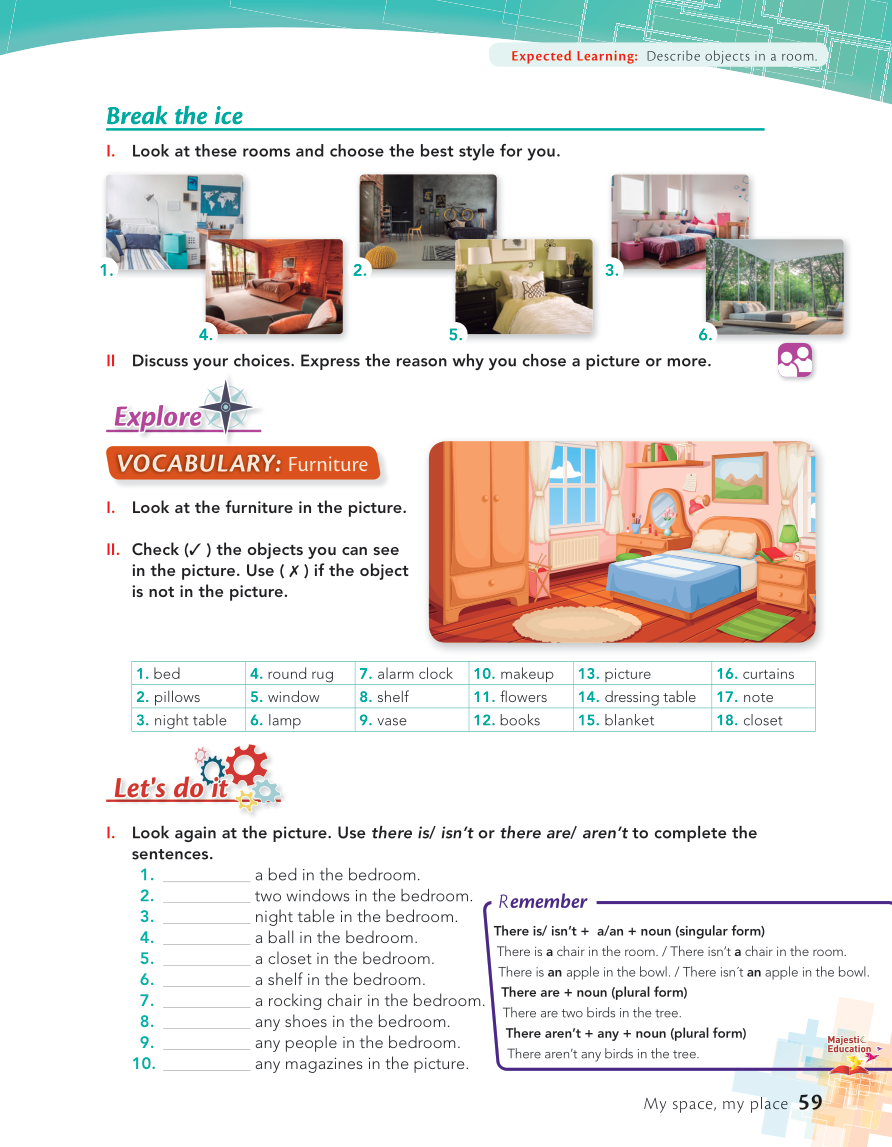 Expected Learning: Describe objects in a room.
Break the ice
I. Look at these rooms and choose the best style for you.
1.
2.
3.
4.
5.
6.
II Discuss your choices. Express the reason why you chose a picture or more.
Explore
VOCABULARY: Furniture
I. Look at the furniture in the picture.
II. Check (✓ ) the objects you can see
in the picture. Use ( ✗ ) if the object
is not in the picture.
1. bed 4. round rug 7. alarm clock 10. makeup 13. picture 16. curtains
2. pillows 5. window 8. shelf 11. flowers 14. dressing table 17. note
3. night table 6. lamp 9. vase 12. books 15. blanket 18. closet
Let's do it
I. Look again at the picture. Use there is/ isn't or there are/ aren't to complete the
sentences.
1. __________ a bed in the bedroom.
2. __________ two windows in the bedroom.
3. __________ night table in the bedroom.
4. __________ a ball in the bedroom.
5. __________ a closet in the bedroom.
6. __________ a shelf in the bedroom.
7. __________ a rocking chair in the bedroom.
8. __________ any shoes in the bedroom.
9. __________ any people in the bedroom.
10. __________ any magazines in the picture.
Remember
There is/ isn't + a/an + noun (singular form)
There is a chair in the room. / There isn't a chair in the room.
There is an apple in the bowl. / There isn´t an apple in the bowl.
There are + noun (plural form)
There are two birds in the tree.
There aren't + any + noun (plural form)
There aren't any birds in the tree.
Majestic
Education
My space, my place 59